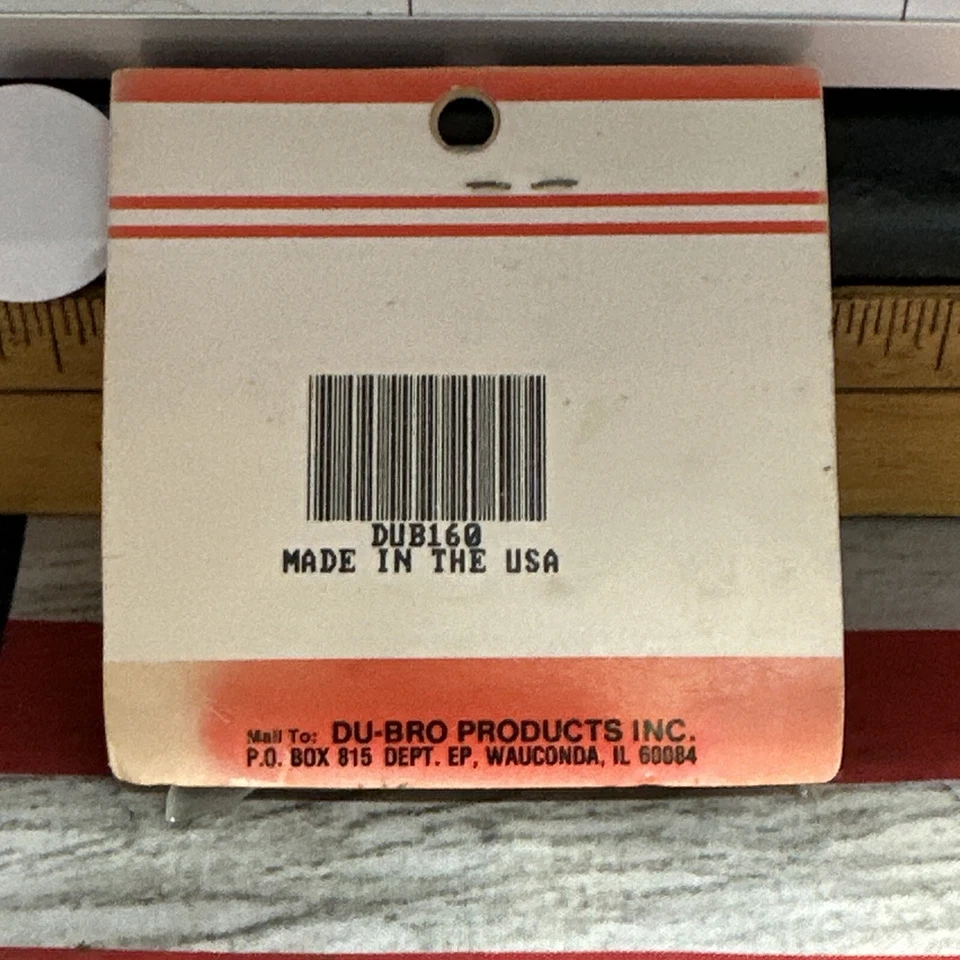 DUB160
MADE IN THE USA
Mail To: DU-BRO PRODUCTS INC.
P.O. BOX 815 DEPT. EP, WAUCONDA, IL 60084